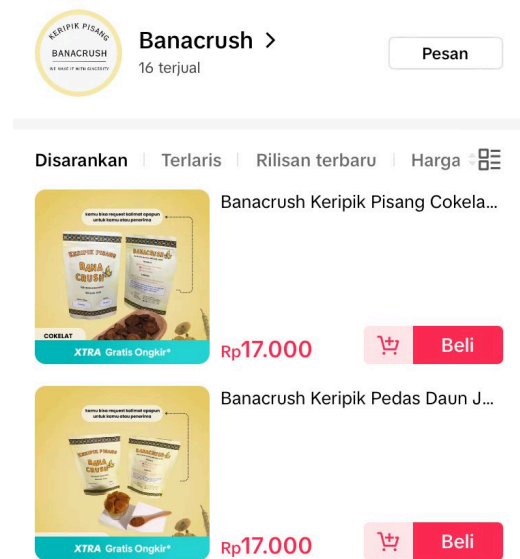 KERIPIK PISANG
BANACRUSH
WE MAKE IT WITH SINCERITY
Banacrush >
16 terjual
Pesan
Disarankan
Terlaris
Rilisan terbaru
Harga
Banacrush Keripik Pisang Cokela...
kamu bisa request kalimat apapun
untuk kamu atau penerima
KERIPIK PISANG
BANA
CRUSH
BANACRUSH
COKELAT
XTRA Gratis Ongkir*
Rp17.000
Beli
Banacrush Keripik Pedas Daun J...
kamu bisa request kalimat apapun
untuk kamu atau penerima
KERIPIK PISANG
BANA
CRUSH
BANACRUSH
XTRA Gratis Ongkir*
Rp17.000
Beli